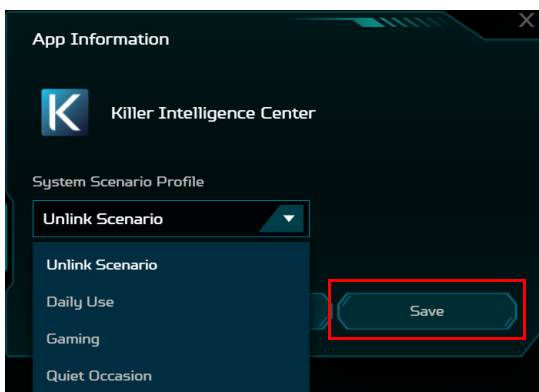 App Information
Killer Intelligence Center
System Scenario Profile
Unlink Scenario
Unlink Scenario
Daily Use
Save
Gaming
Quiet Occasion